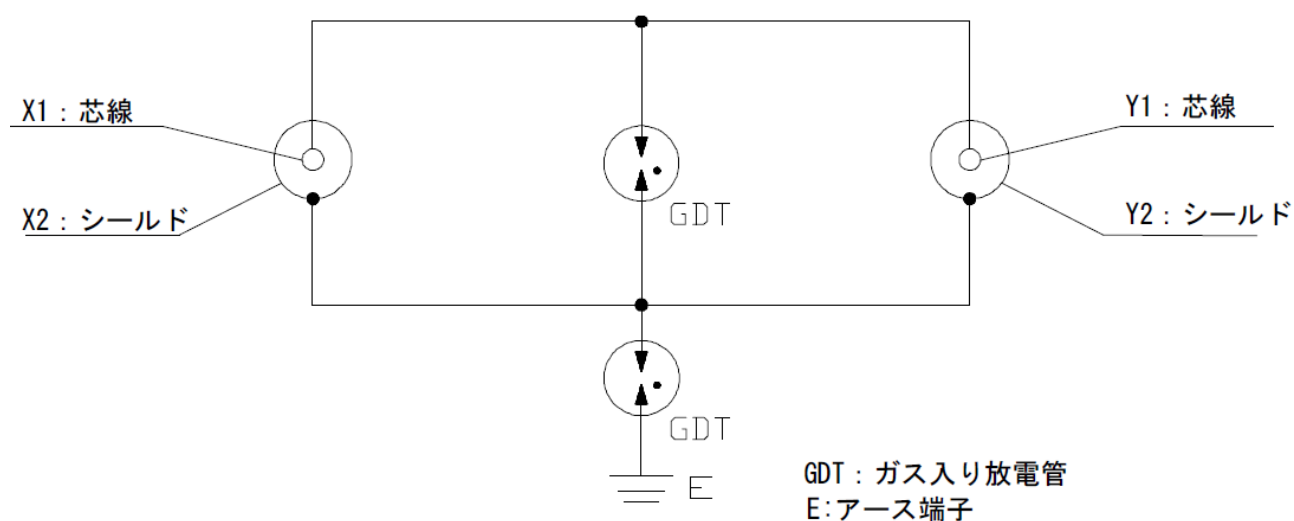 X1：芯線
X2：シールド
GDT
Y1：芯線
Y2：シールド
GDT
E
GDT：ガス入り放電管
E:アース端子